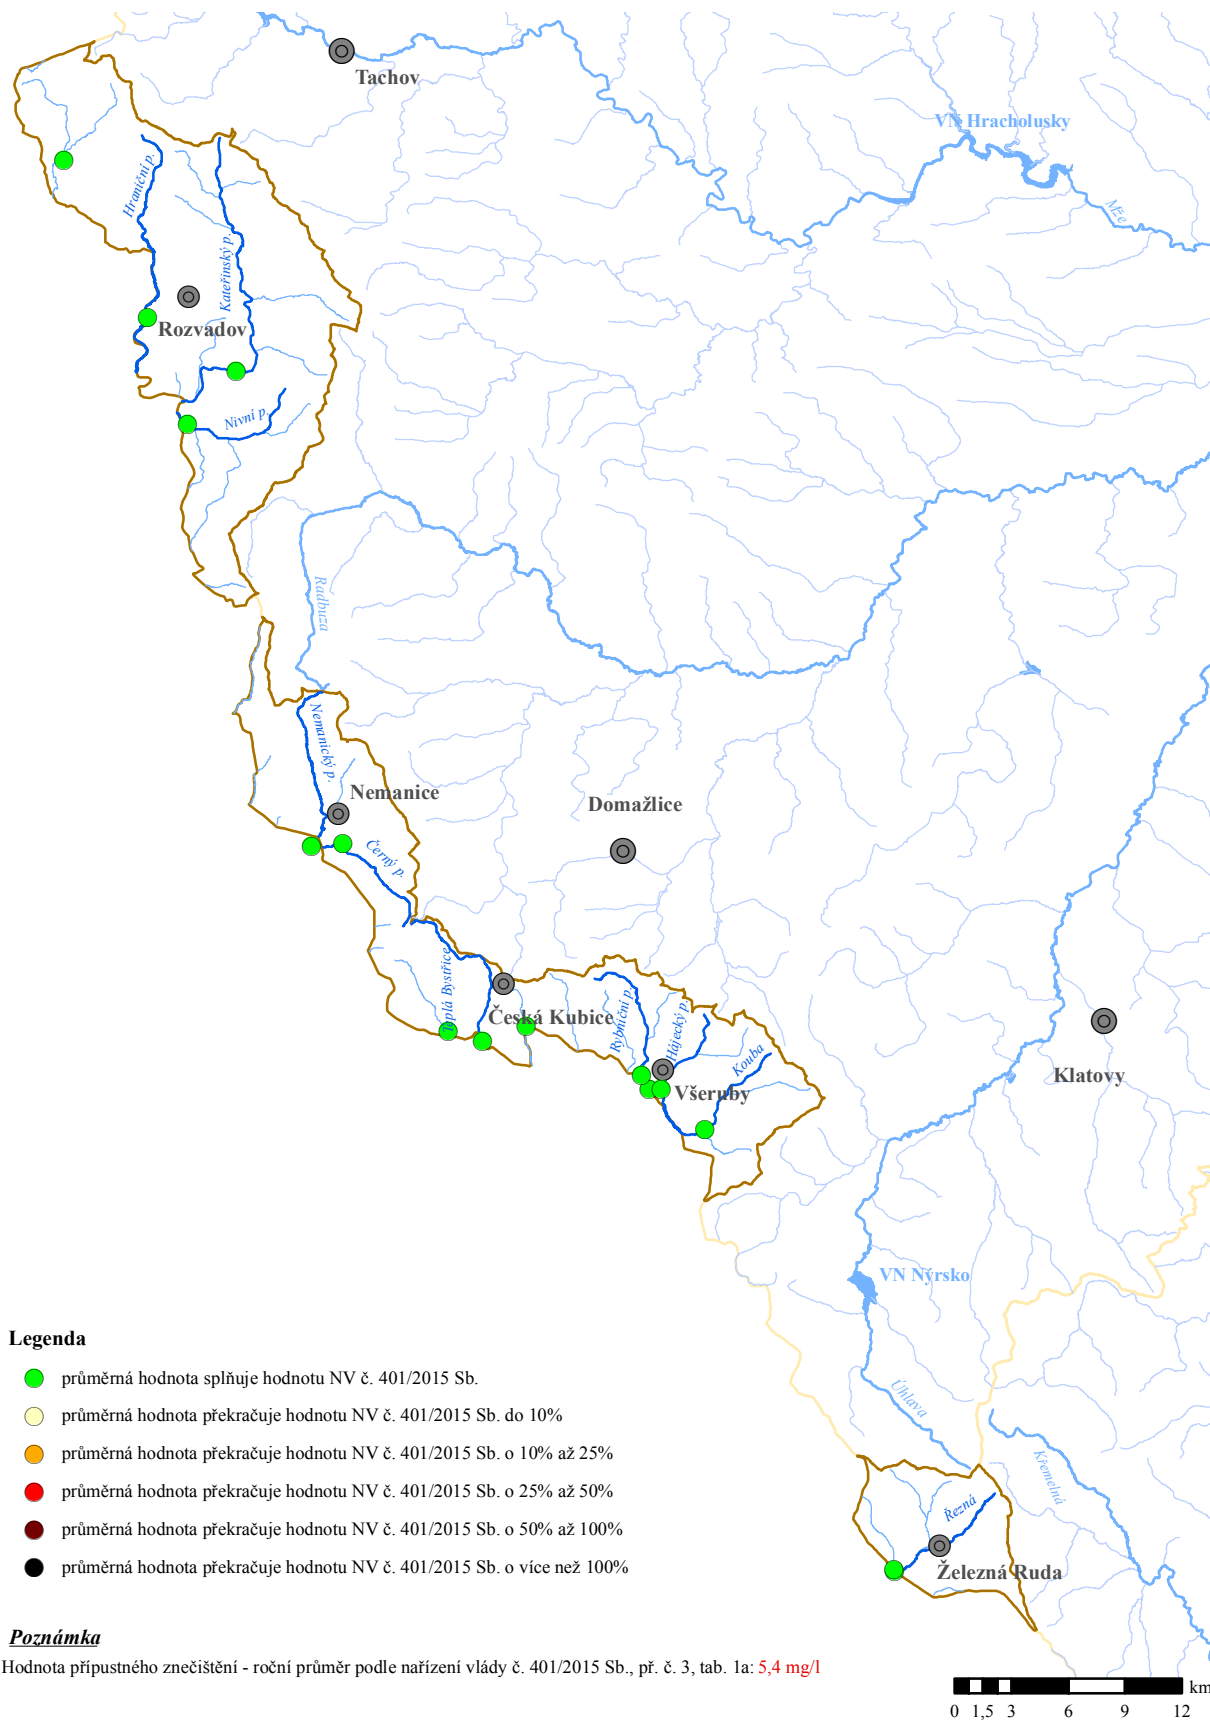 Tachov
VN Hracholusky
Mže
Hraniční p.
Kateřinský p.
Rozvadov
Nivní p.
Radbuza
Nemanický p.
Nemanice
Domažlice
Černý p.
Teplá Bystřice
Česká Kubice
Rybniční p.
Hájecký p.
Kouba
Všeruby
Klatovy
VN Nýrsko
Úhlava
Křemelná
Řezná
Železná Ruda
Legenda
průměrná hodnota splňuje hodnotu NV č. 401/2015 Sb.
průměrná hodnota překračuje hodnotu NV č. 401/2015 Sb. do 10%
průměrná hodnota překračuje hodnotu NV č. 401/2015 Sb. o 10% až 25%
průměrná hodnota překračuje hodnotu NV č. 401/2015 Sb. o 25% až 50%
průměrná hodnota překračuje hodnotu NV č. 401/2015 Sb. o 50% až 100%
průměrná hodnota překračuje hodnotu NV č. 401/2015 Sb. o více než 100%
Poznámka
Hodnota přípustného znečištění - roční průměr podle nařízení vlády č. 401/2015 Sb., př. č. 3, tab. 1a: 5,4 mg/l
km
0 1,5 3 6 9 12